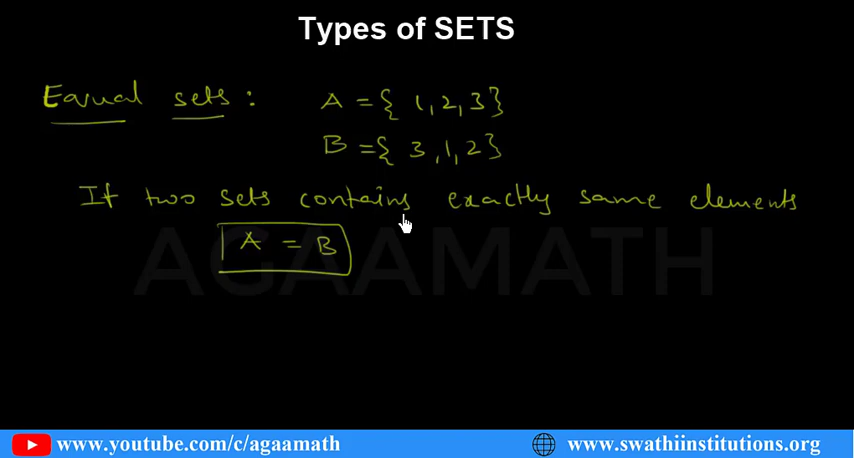 Types of SETS
Equal sets :
A = { 1, 2, 3 }
B = { 3, 1, 2 }
If two sets contains exactly same elements
A = B
AGAAMATH
www.youtube.com/c/agaamath
www.swathiinstitutions.org